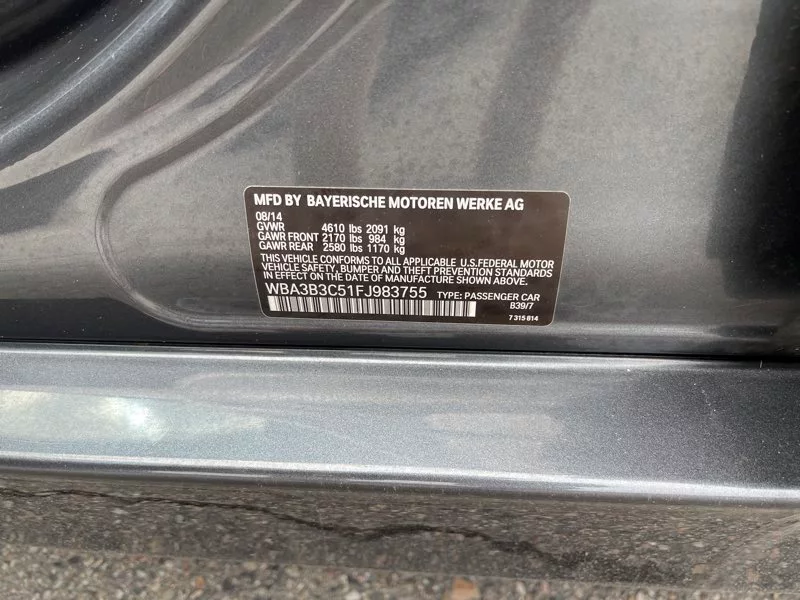 MFD BY BAYERISCHE MOTOREN WERKE AG
08/14
GVWR 4610 lbs 2091 kg
GAWR FRONT 2170 lbs 984 kg
GAWR REAR 2580 lbs 1170 kg
THIS VEHICLE CONFORMS TO ALL APPLICABLE U.S.FEDERAL MOTOR
VEHICLE SAFETY, BUMPER AND THEFT PREVENTION STANDARDS
IN EFFECT ON THE DATE OF MANUFACTURE SHOWN ABOVE.
WBA3B3C51FJ983755 TYPE: PASSENGER CAR
B39/7
7 315 814